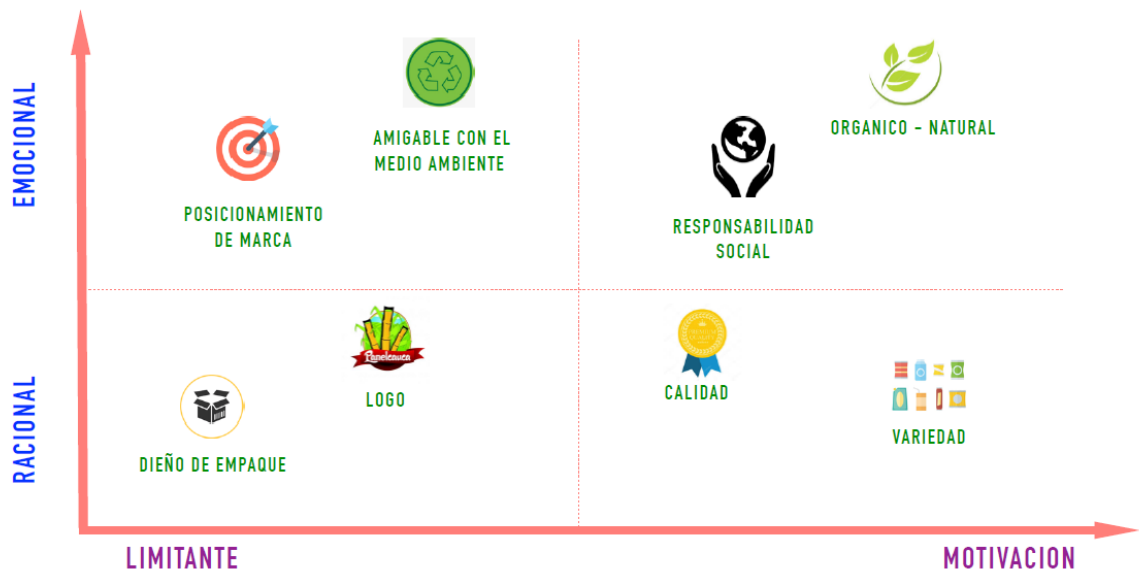 EMOCIONAL
AMIGABLE CON EL
MEDIO AMBIENTE
POSICIONAMIENTO
DE MARCA
ORGANICO - NATURAL
RESPONSABILIDAD
SOCIAL
RACIONAL
Panelcauca
LOGO
DIEÑO DE EMPAQUE
CALIDAD
VARIEDAD
LIMITANTE
MOTIVACION